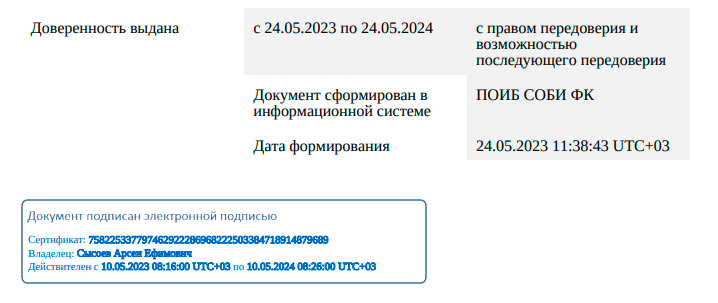 Доверенность выдана
с 24.05.2023 по 24.05.2024
с правом передоверия и
возможностью
последующего передоверия
Документ сформирован в
информационной системе
ПОИБ СОБИ ФК
Дата формирования
24.05.2023 11:38:43 UTC+03
Документ подписан электронной подписью
Сертификат: 75822533779746292228696822250338471891487968​9
Владелец: Сысоев Арсен Ефимович
Действителен с 10.05.2023 08:16:00 UTC+03 по 10.05.2024 08:26:00 UTC+03